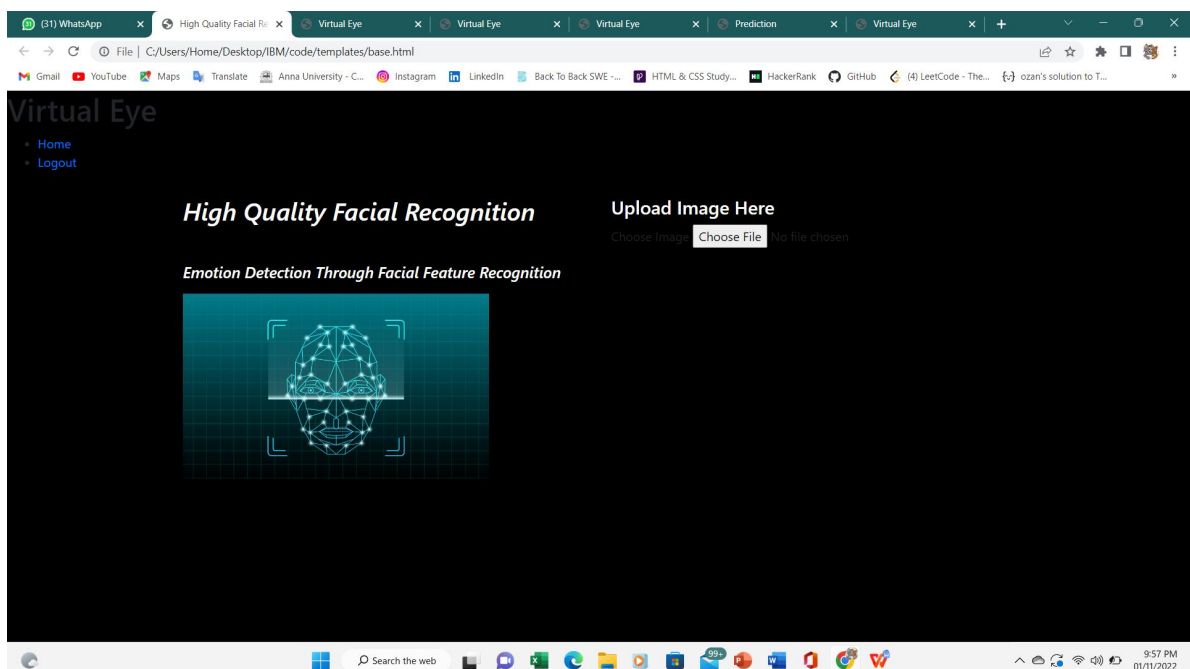 (31) WhatsApp
High Quality Facial Re
Virtual Eye
Virtual Eye
Virtual Eye
Prediction
Virtual Eye
File | C:/Users/Home/Desktop/IBM/code/templates/base.html
Gmail YouTube Maps Translate Anna University - C... Instagram LinkedIn Back To Back SWE -... HTML & CSS Study... HackerRank GitHub (4) LeetCode - The... ozan's solution to T... »
Virtual Eye
Home
Logout
High Quality Facial Recognition
Emotion Detection Through Facial Feature Recognition
Upload Image Here
Choose Image Choose File No file chosen
Search the web
99+
9:57 PM
01/11/2022